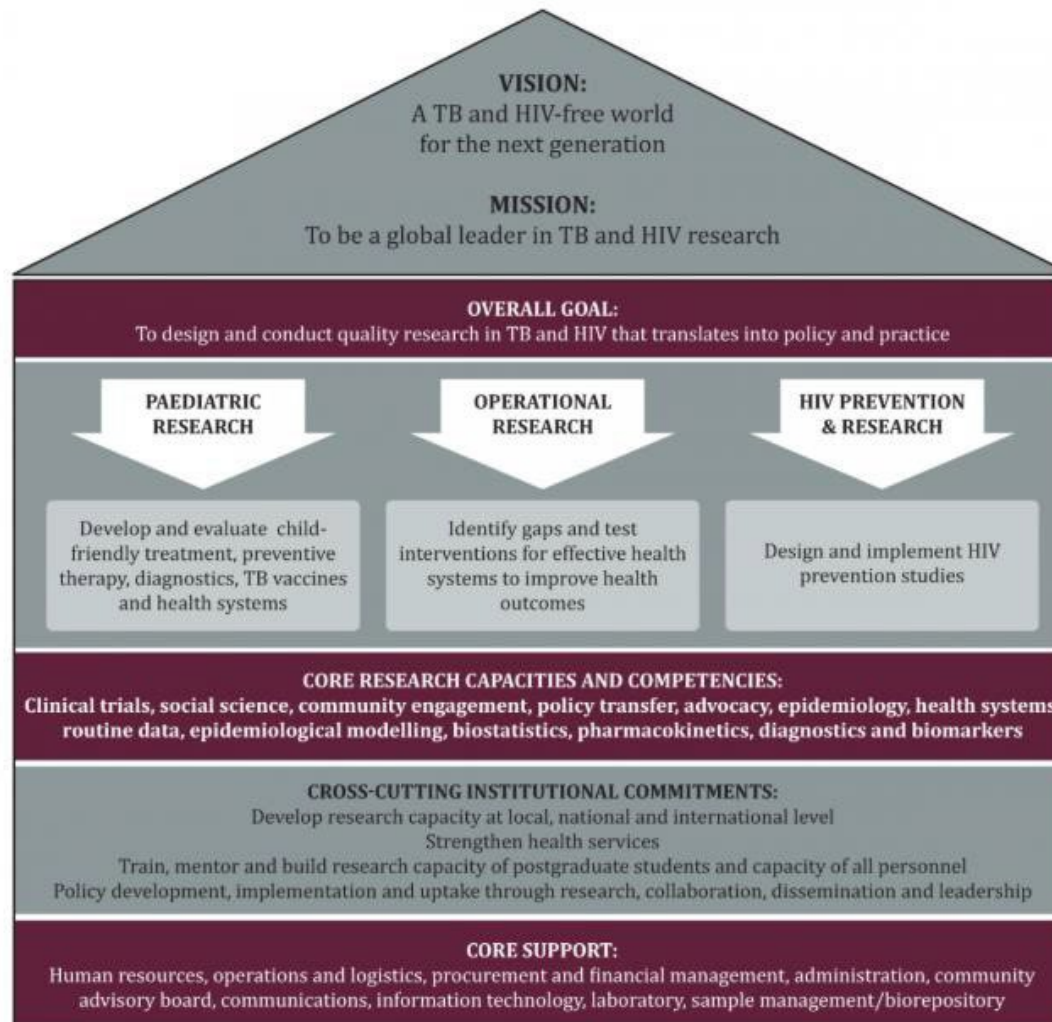 VISION:
A TB and HIV-free world
for the next generation
MISSION:
To be a global leader in TB and HIV research
OVERALL GOAL:
To design and conduct quality research in TB and HIV that translates into policy and practice
PAEDIATRIC
RESEARCH
OPERATIONAL
RESEARCH
HIV PREVENTION
& RESEARCH
Develop and evaluate child-
friendly treatment, preventive
therapy, diagnostics, TB vaccines
and health systems
Identify gaps and test
interventions for effective health
systems to improve health
outcomes
Design and implement HIV
prevention studies
CORE RESEARCH CAPACITIES AND COMPETENCIES:
Clinical trials, social science, community engagement, policy transfer, advocacy, epidemiology, health systems
routine data, epidemiological modelling, biostatistics, pharmacokinetics, diagnostics and biomarkers
CROSS-CUTTING INSTITUTIONAL COMMITMENTS:
Develop research capacity at local, national and international level
Strengthen health services
Train, mentor and build research capacity of postgraduate students and capacity of all personnel
Policy development, implementation and uptake through research, collaboration, dissemination and leadership
CORE SUPPORT:
Human resources, operations and logistics, procurement and financial management, administration, community
advisory board, communications, information technology, laboratory, sample management/biorepository